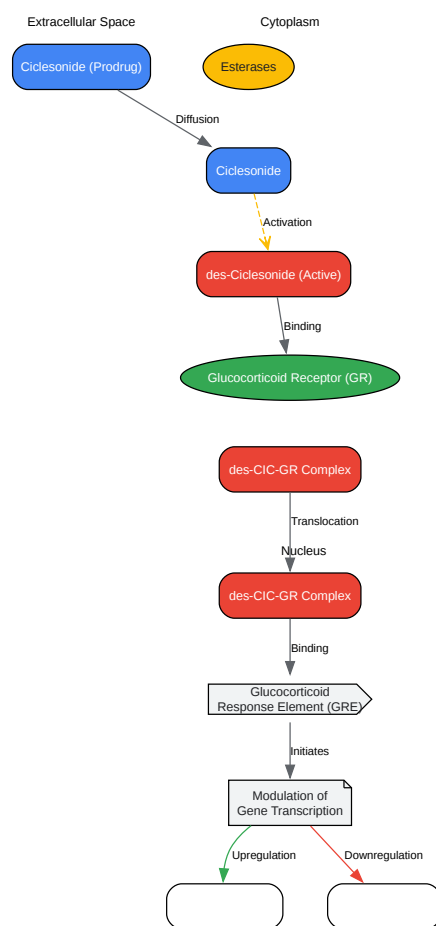 Extracellular Space
Cytoplasm
Ciclesonide (Prodrug)
Esterases
Diffusion
Ciclesonide
Activation
des-Ciclesonide (Active)
Binding
Glucocorticoid Receptor (GR)
des-CIC-GR Complex
Translocation
Nucleus
des-CIC-GR Complex
Binding
Glucocorticoid
Response Element (GRE)
Initiates
Modulation of
Gene Transcription
Upregulation
Downregulation